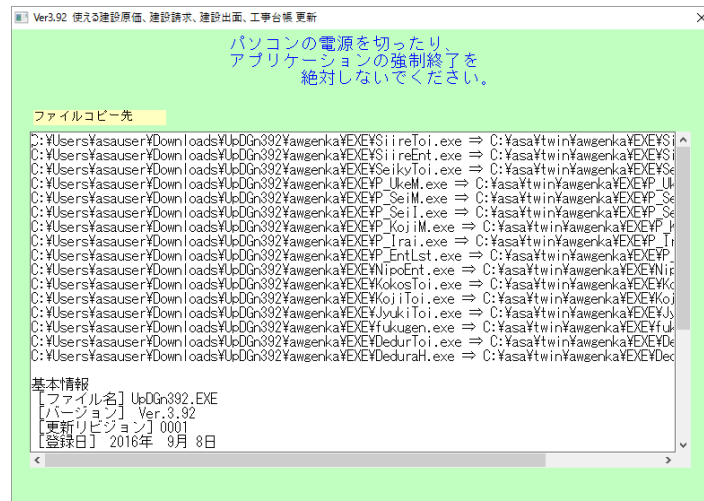 Ver3.92 使える建設原価、建設請求、建設出面、工事台帳 更新
パソコンの電源を切ったり、
アプリケーションの強制終了を
絶対しないでください。
ファイルコピー先
C:¥Users¥asauser¥Downloads¥UpDGn392¥awgenka¥EXE¥SiireToi.exe ⇒ C:¥asa¥twin¥awgenka¥EXE¥Si
C:¥Users¥asauser¥Downloads¥UpDGn392¥awgenka¥EXE¥SiireEnt.exe ⇒ C:¥asa¥twin¥awgenka¥EXE¥Si
C:¥Users¥asauser¥Downloads¥UpDGn392¥awgenka¥EXE¥SeikyToi.exe ⇒ C:¥asa¥twin¥awgenka¥EXE¥Se
C:¥Users¥asauser¥Downloads¥UpDGn392¥awgenka¥EXE¥P_UkeM.exe ⇒ C:¥asa¥twin¥awgenka¥EXE¥P_Uk
C:¥Users¥asauser¥Downloads¥UpDGn392¥awgenka¥EXE¥P_SeiM.exe ⇒ C:¥asa¥twin¥awgenka¥EXE¥P_Se
C:¥Users¥asauser¥Downloads¥UpDGn392¥awgenka¥EXE¥P_SeiI.exe ⇒ C:¥asa¥twin¥awgenka¥EXE¥P_Se
C:¥Users¥asauser¥Downloads¥UpDGn392¥awgenka¥EXE¥P_KojiM.exe ⇒ C:¥asa¥twin¥awgenka¥EXE¥P_K
C:¥Users¥asauser¥Downloads¥UpDGn392¥awgenka¥EXE¥P_Irai.exe ⇒ C:¥asa¥twin¥awgenka¥EXE¥P_Ir
C:¥Users¥asauser¥Downloads¥UpDGn392¥awgenka¥EXE¥P_EntLst.exe ⇒ C:¥asa¥twin¥awgenka¥EXE¥P_
C:¥Users¥asauser¥Downloads¥UpDGn392¥awgenka¥EXE¥NipoEnt.exe ⇒ C:¥asa¥twin¥awgenka¥EXE¥Nip
C:¥Users¥asauser¥Downloads¥UpDGn392¥awgenka¥EXE¥KokosToi.exe ⇒ C:¥asa¥twin¥awgenka¥EXE¥Ko
C:¥Users¥asauser¥Downloads¥UpDGn392¥awgenka¥EXE¥KojiToi.exe ⇒ C:¥asa¥twin¥awgenka¥EXE¥Koj
C:¥Users¥asauser¥Downloads¥UpDGn392¥awgenka¥EXE¥JyukiToi.exe ⇒ C:¥asa¥twin¥awgenka¥EXE¥Jy
C:¥Users¥asauser¥Downloads¥UpDGn392¥awgenka¥EXE¥fukugen.exe ⇒ C:¥asa¥twin¥awgenka¥EXE¥fuk
C:¥Users¥asauser¥Downloads¥UpDGn392¥awgenka¥EXE¥DedurToi.exe ⇒ C:¥asa¥twin¥awgenka¥EXE¥De
C:¥Users¥asauser¥Downloads¥UpDGn392¥awgenka¥EXE¥DeduraH.exe ⇒ C:¥asa¥twin¥awgenka¥EXE¥Ded
基本情報
[ファイル名] UpDGn392.EXE
[バージョン] Ver.3.92
[更新リビジョン] 0001
[登録日] 2016年 9月 8日